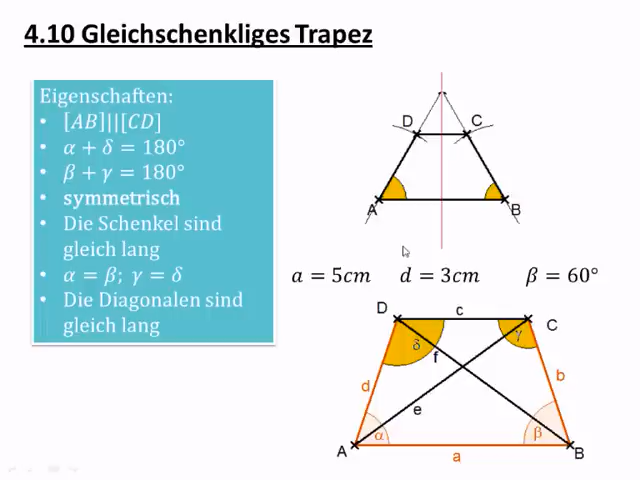 4.10 Gleichschenkliges Trapez
Eigenschaften:
• [AB]||[CD]
• α + δ = 180°
• β + γ = 180°
• symmetrisch
• Die Schenkel sind
gleich lang
• α = β; γ = δ
• Die Diagonalen sind
gleich lang
D C
A B
a = 5cm d = 3cm β = 60°
D c C
δ γ
f
d b
e
α β
A a B